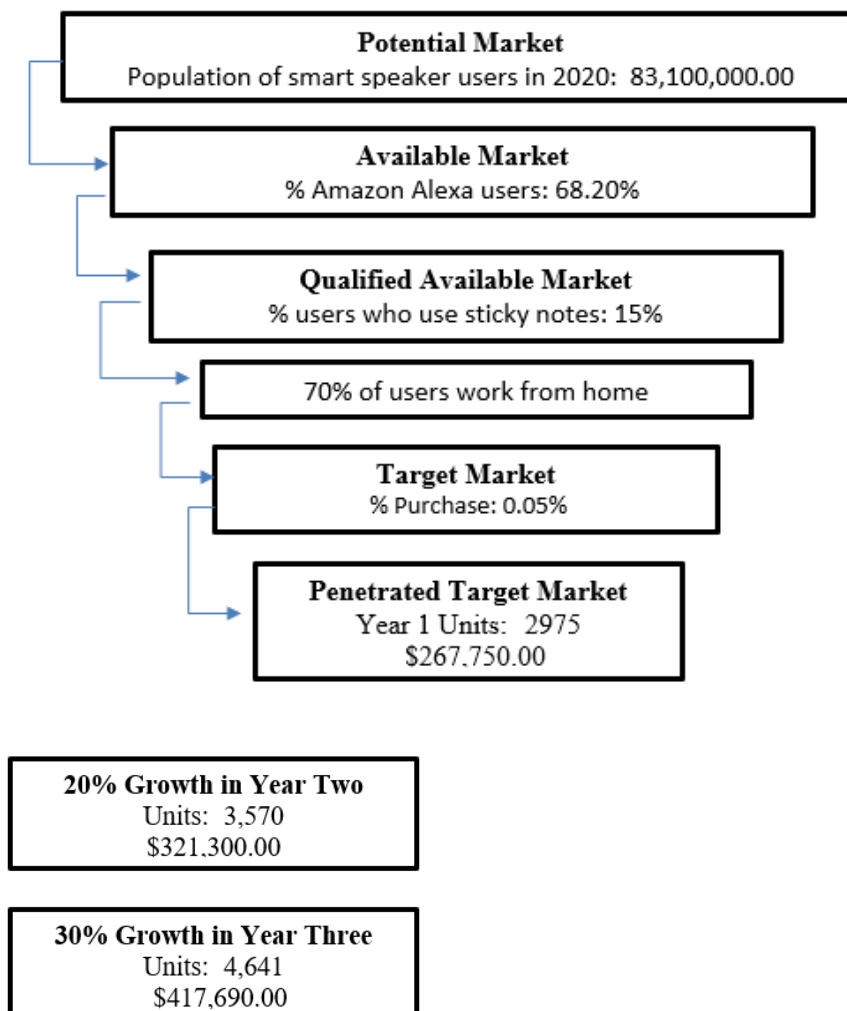 Potential Market
Population of smart speaker users in 2020: 83,100,000.00
Available Market
% Amazon Alexa users: 68.20%
Qualified Available Market
% users who use sticky notes: 15%
70% of users work from home
Target Market
% Purchase: 0.05%
Penetrated Target Market
Year 1 Units: 2975
$267,750.00
20% Growth in Year Two
Units: 3,570
$321,300.00
30% Growth in Year Three
Units: 4,641
$417,690.00